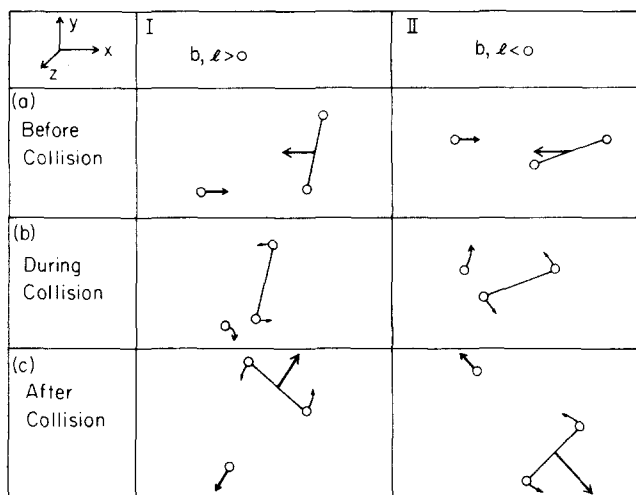 y
x
z
I
b, ℓ>o
II
b, ℓ<o
(a)
Before
Collision
(b)
During
Collision
(c)
After
Collision